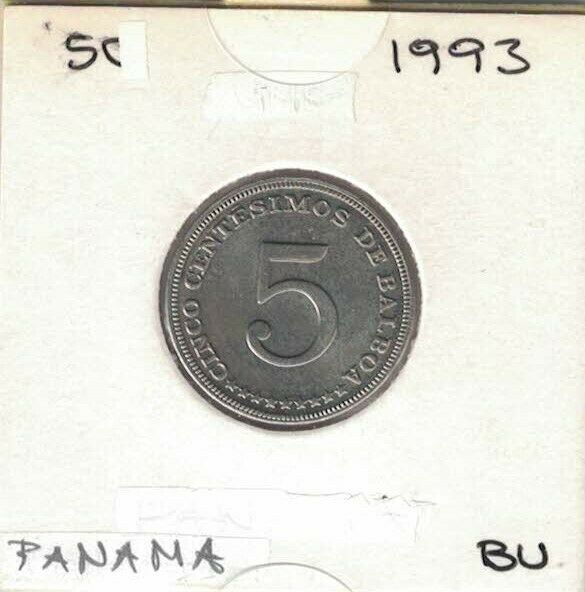 5C 1993
CINCO CENTESIMOS DE BALBOA
5
PANAMA BU